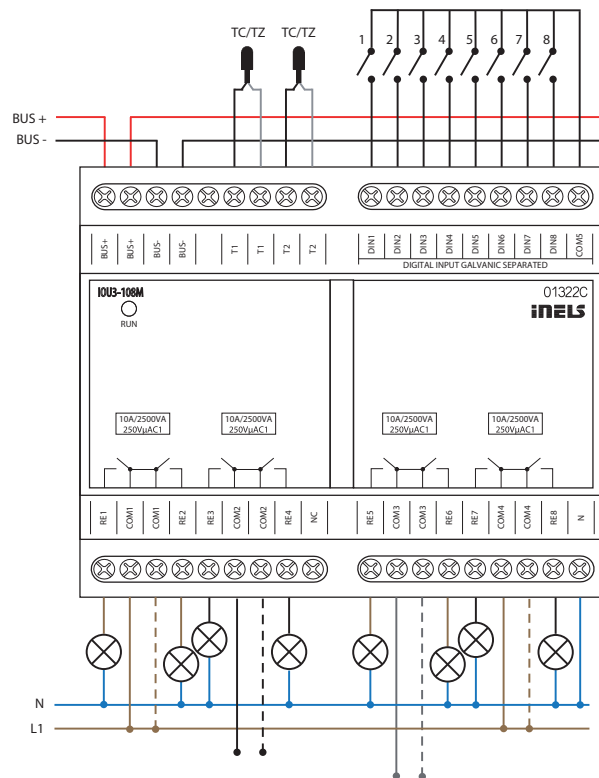 TC/TZ TC/TZ
1 2 3 4 5 6 7 8
BUS +
BUS -
BUS+ BUS+ BUS- BUS- T1 T1 T2 T2
DIN1 DIN2 DIN3 DIN4 DIN5 DIN6 DIN7 DIN8 COM5
DIGITAL INPUT GALVANIC SEPARATED
IOU3-108M
RUN
01322C
iNELS
10A/2500VA
250VµAC1
10A/2500VA
250VµAC1
10A/2500VA
250VµAC1
10A/2500VA
250VµAC1
RE1 COM1 COM1 RE2 RE3 COM2 COM2 RE4 NC
RE5 COM3 COM3 RE6 RE7 COM4 COM4 RE8 N
N
L1